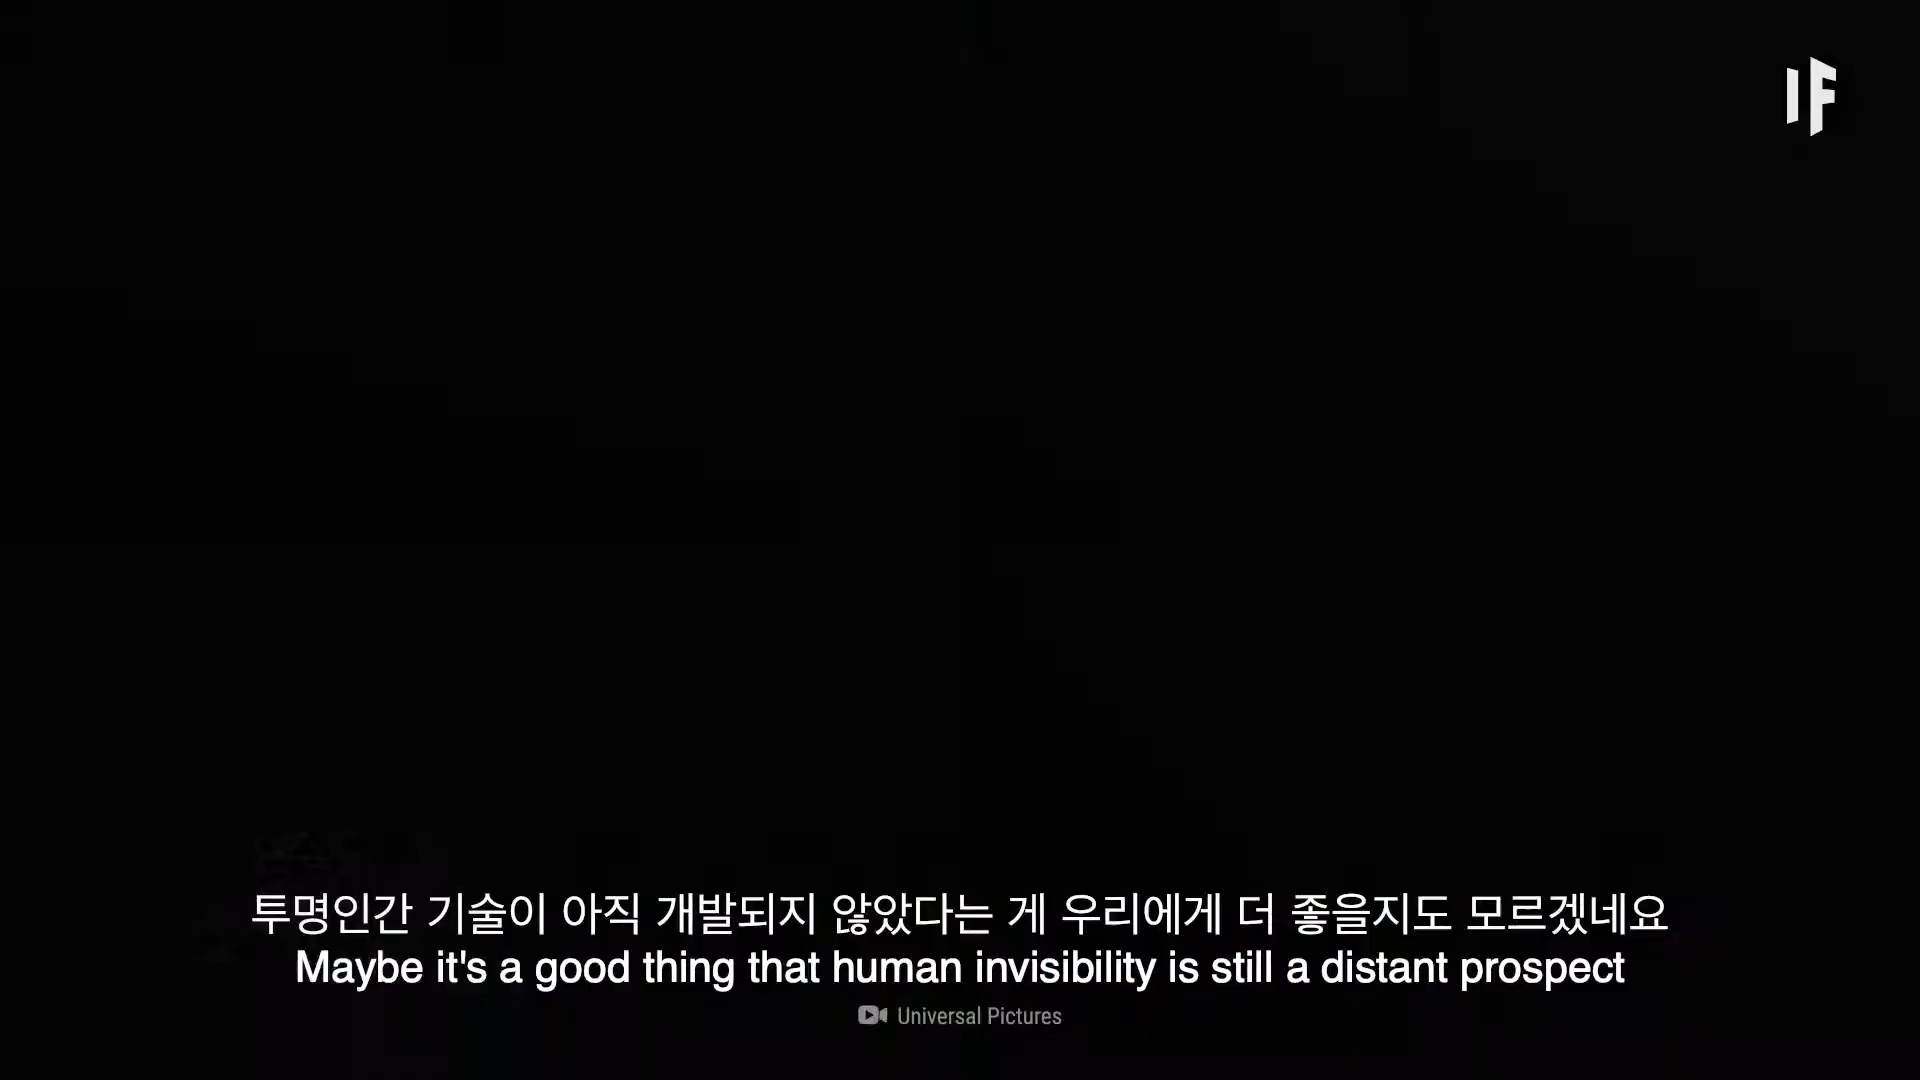 IF
투명인간 기술이 아직 개발되지 않았다는 게 우리에게 더 좋을지도 모르겠네요
Maybe it's a good thing that human invisibility is still a distant prospect
Universal Pictures